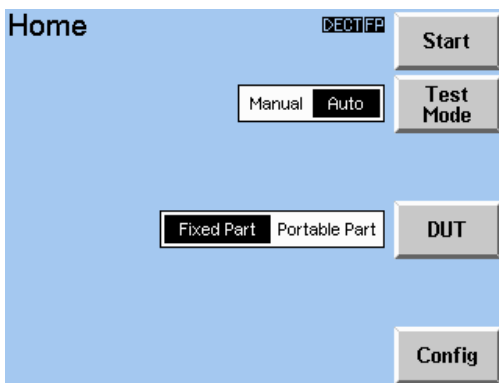 Home
DECT FP
Start
Manual Auto
Test
Mode
Fixed Part Portable Part
DUT
Config